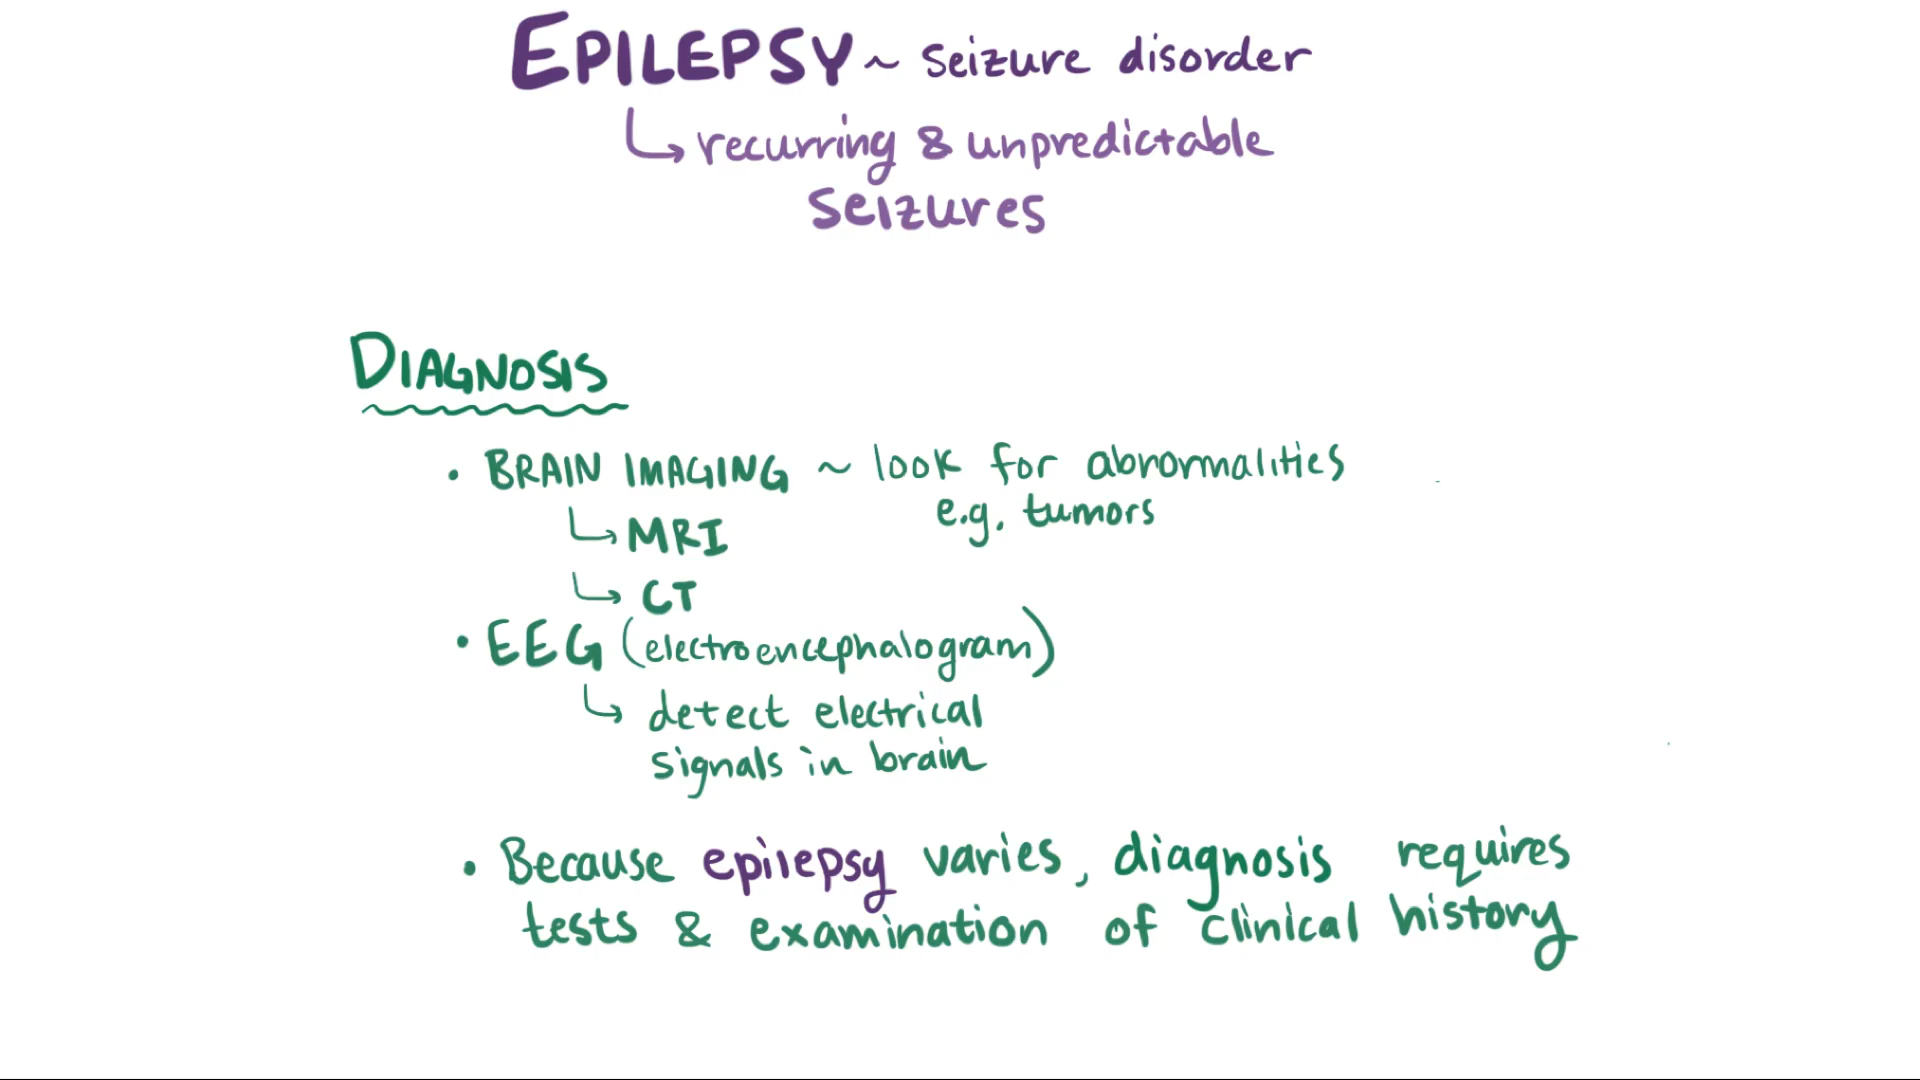 EPILEPSY ~ seizure disorder
↳ recurring & unpredictable
seizures
DIAGNOSIS
• BRAIN IMAGING ~ look for abnormalities
e.g. tumors
↳ MRI
↳ CT
• EEG (electroencephalogram)
↳ detect electrical
signals in brain
• Because epilepsy varies, diagnosis requires
tests & examination of clinical history